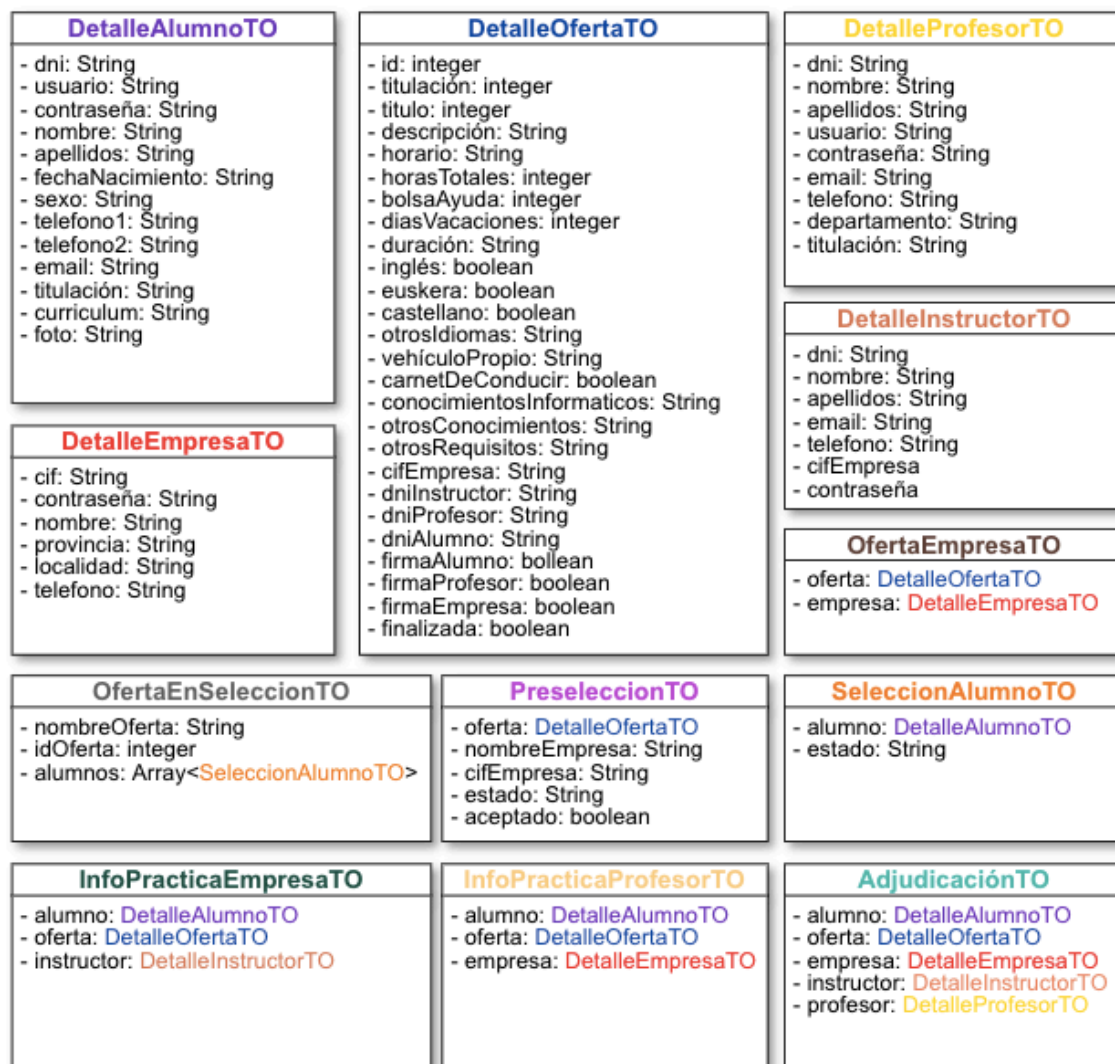 DetalleAlumnoTO
- dni: String
- usuario: String
- contraseña: String
- nombre: String
- apellidos: String
- fechaNacimiento: String
- sexo: String
- telefono1: String
- telefono2: String
- email: String
- titulación: String
- curriculum: String
- foto: String
DetalleEmpresaTO
- cif: String
- contraseña: String
- nombre: String
- provincia: String
- localidad: String
- telefono: String
DetalleOfertaTO
- id: integer
- titulación: integer
- titulo: integer
- descripción: String
- horario: String
- horasTotales: integer
- bolsaAyuda: integer
- diasVacaciones: integer
- duración: String
- inglés: boolean
- euskera: boolean
- castellano: boolean
- otrosIdiomas: String
- vehículoPropio: String
- carnetDeConducir: boolean
- conocimientosInformaticos: String
- otrosConocimientos: String
- otrosRequisitos: String
- cifEmpresa: String
- dniInstructor: String
- dniProfesor: String
- dniAlumno: String
- firmaAlumno: bollean
- firmaProfesor: boolean
- firmaEmpresa: boolean
- finalizada: boolean
DetalleProfesorTO
- dni: String
- nombre: String
- apellidos: String
- usuario: String
- contraseña: String
- email: String
- telefono: String
- departamento: String
- titulación: String
DetalleInstructorTO
- dni: String
- nombre: String
- apellidos: String
- email: String
- telefono: String
- cifEmpresa
- contraseña
OfertaEmpresaTO
- oferta: DetalleOfertaTO
- empresa: DetalleEmpresaTO
OfertaEnSeleccionTO
- nombreOferta: String
- idOferta: integer
- alumnos: Array<SeleccionAlumnoTO>
PreseleccionTO
- oferta: DetalleOfertaTO
- nombreEmpresa: String
- cifEmpresa: String
- estado: String
- aceptado: boolean
SeleccionAlumnoTO
- alumno: DetalleAlumnoTO
- estado: String
InfoPracticaEmpresaTO
- alumno: DetalleAlumnoTO
- oferta: DetalleOfertaTO
- instructor: DetalleInstructorTO
InfoPracticaProfesorTO
- alumno: DetalleAlumnoTO
- oferta: DetalleOfertaTO
- empresa: DetalleEmpresaTO
AdjudicaciónTO
- alumno: DetalleAlumnoTO
- oferta: DetalleOfertaTO
- empresa: DetalleEmpresaTO
- instructor: DetalleInstructorTO
- profesor: DetalleProfesorTO